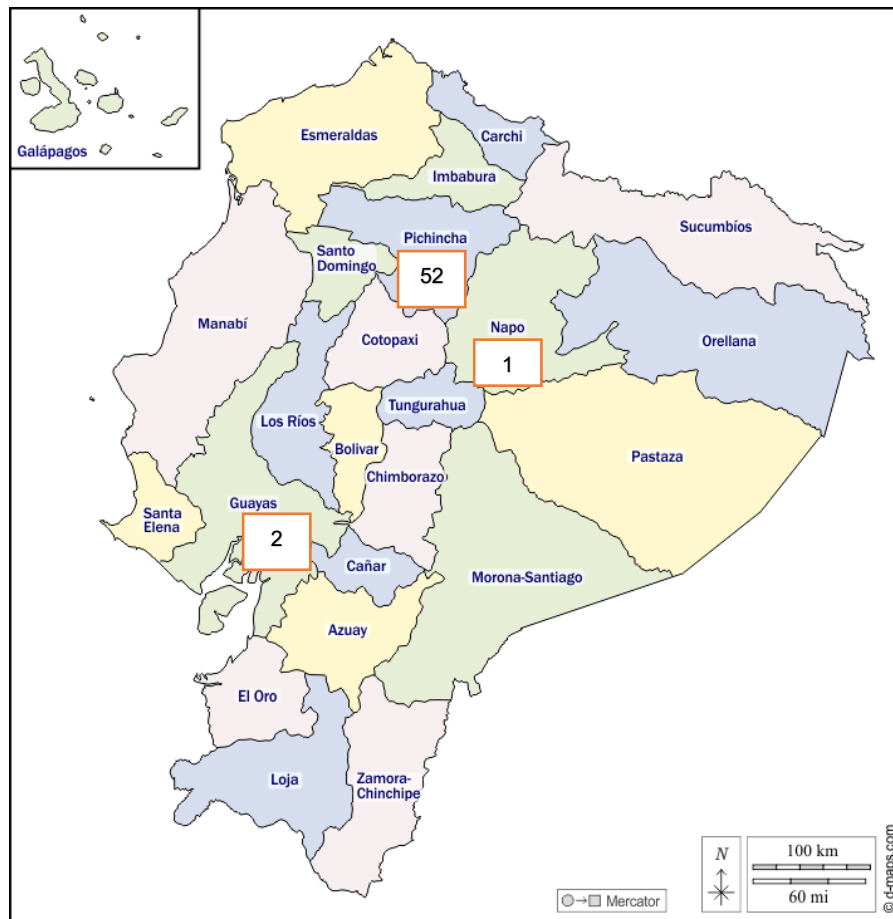 Galápagos
Esmeraldas
Carchi
Imbabura
Sucumbíos
Pichincha
Santo
Domingo
52
Manabí
Cotopaxi
Napo
Orellana
1
Tungurahua
Los Ríos
Bolivar
Pastaza
Chimborazo
Guayas
Santa
Elena
2
Cañar
Morona-Santiago
Azuay
El Oro
Loja
Zamora-
Chinchipe
N
100 km
60 mi
Mercator
© d-maps.com